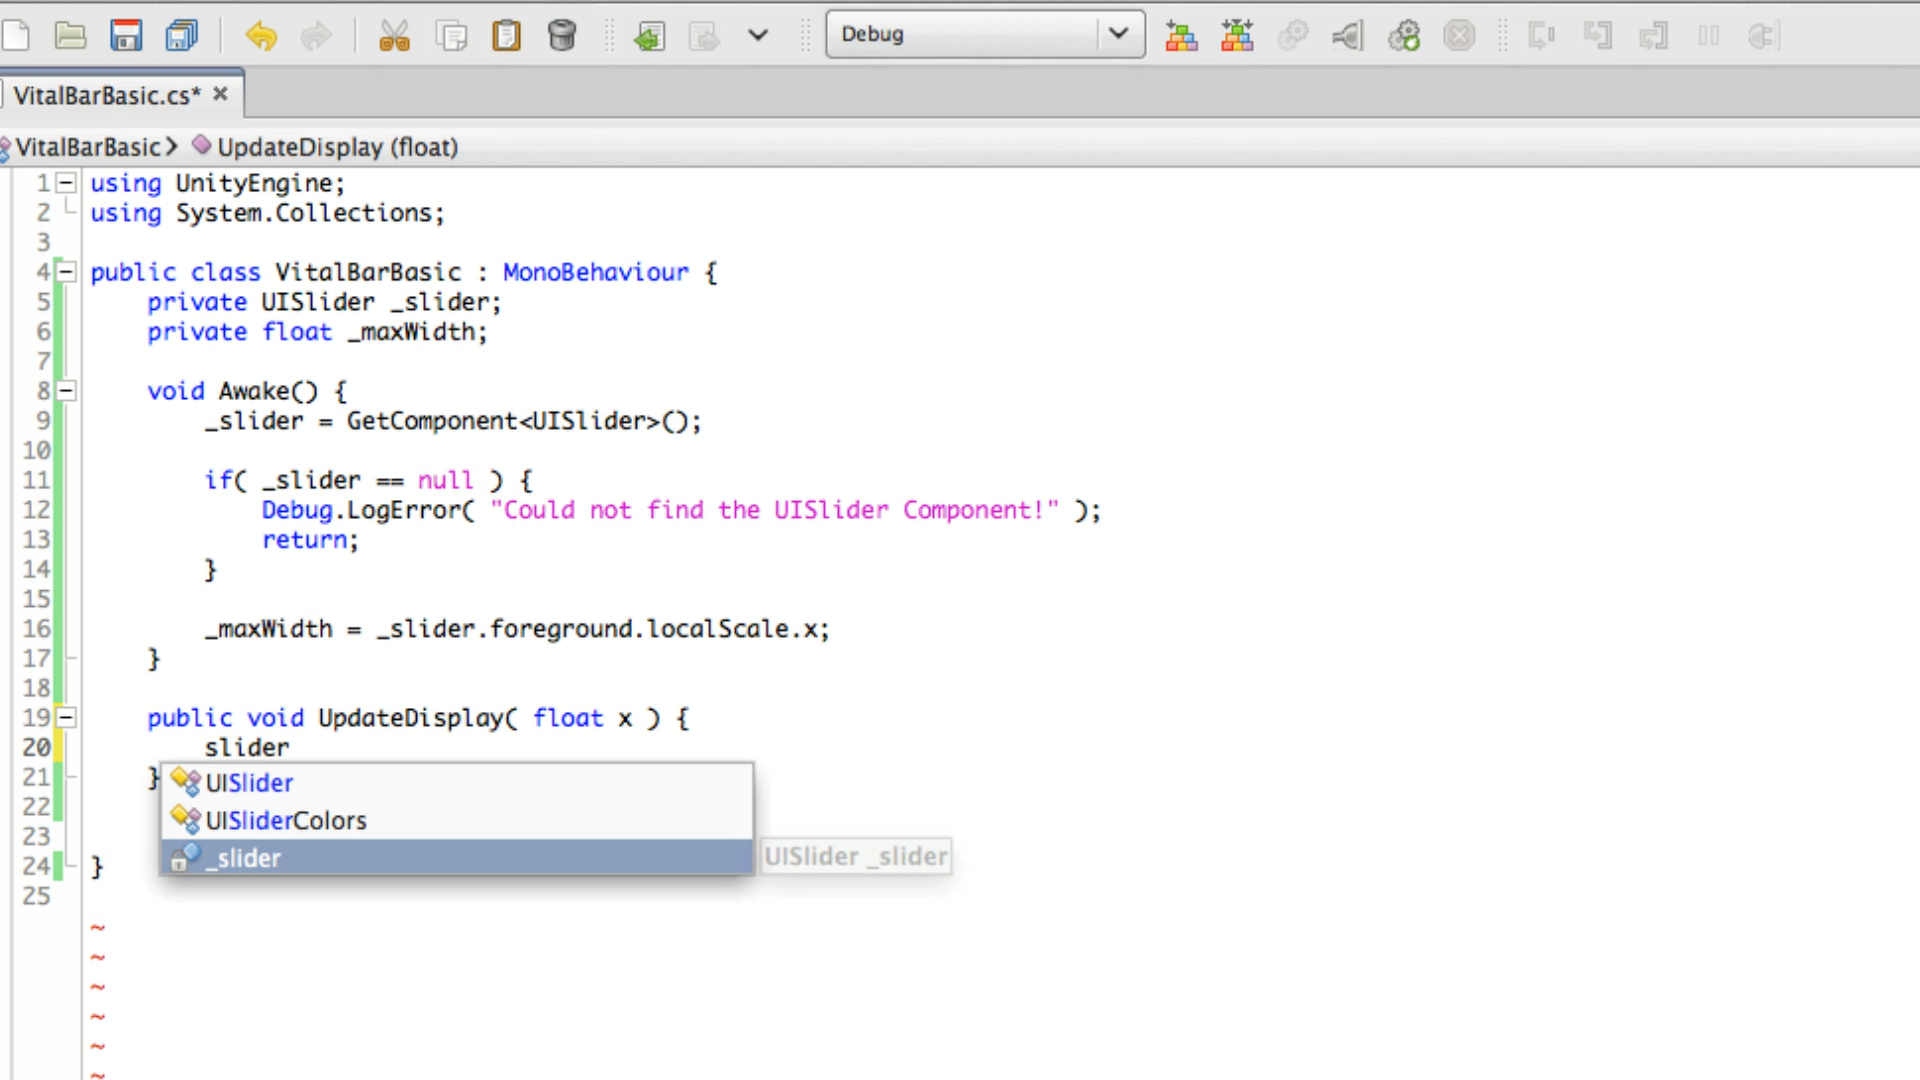 Debug
VitalBarBasic.cs* ×
VitalBarBasic > UpdateDisplay (float)
1 using UnityEngine;
2 using System.Collections;
3
4 public class VitalBarBasic : MonoBehaviour {
5 private UISlider _slider;
6 private float _maxWidth;
7
8 void Awake() {
9 _slider = GetComponent<UISlider>();
10
11 if( _slider == null ) {
12 Debug.LogError( "Could not find the UISlider Component!" );
13 return;
14 }
15
16 _maxWidth = _slider.foreground.localScale.x;
17 }
18
19 public void UpdateDisplay( float x ) {
20 slider
21 }
UISlider
22
UISliderColors
23
24 }
_slider
UISlider _slider
25
~
~
~
~
~
~